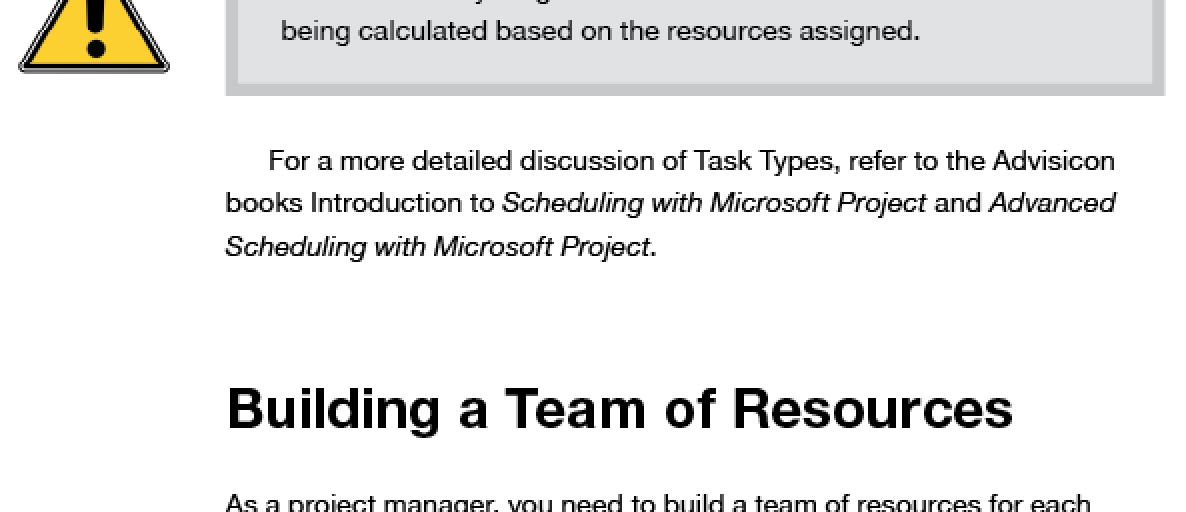 being calculated based on the resources assigned.
For a more detailed discussion of Task Types, refer to the Advisicon
books Introduction to Scheduling with Microsoft Project and Advanced
Scheduling with Microsoft Project.
Building a Team of Resources
As a project manager, you need to build a team of resources for each